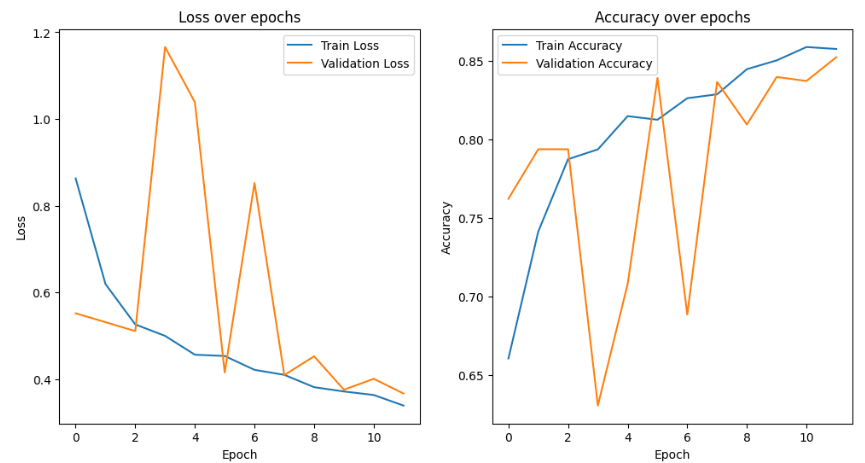 Loss over epochs
Train Loss
Validation Loss
Loss
1.2
1.0
0.8
0.6
0.4
0
2
4
6
8
10
Epoch
Accuracy over epochs
Train Accuracy
Validation Accuracy
Accuracy
0.85
0.80
0.75
0.70
0.65
0
2
4
6
8
10
Epoch